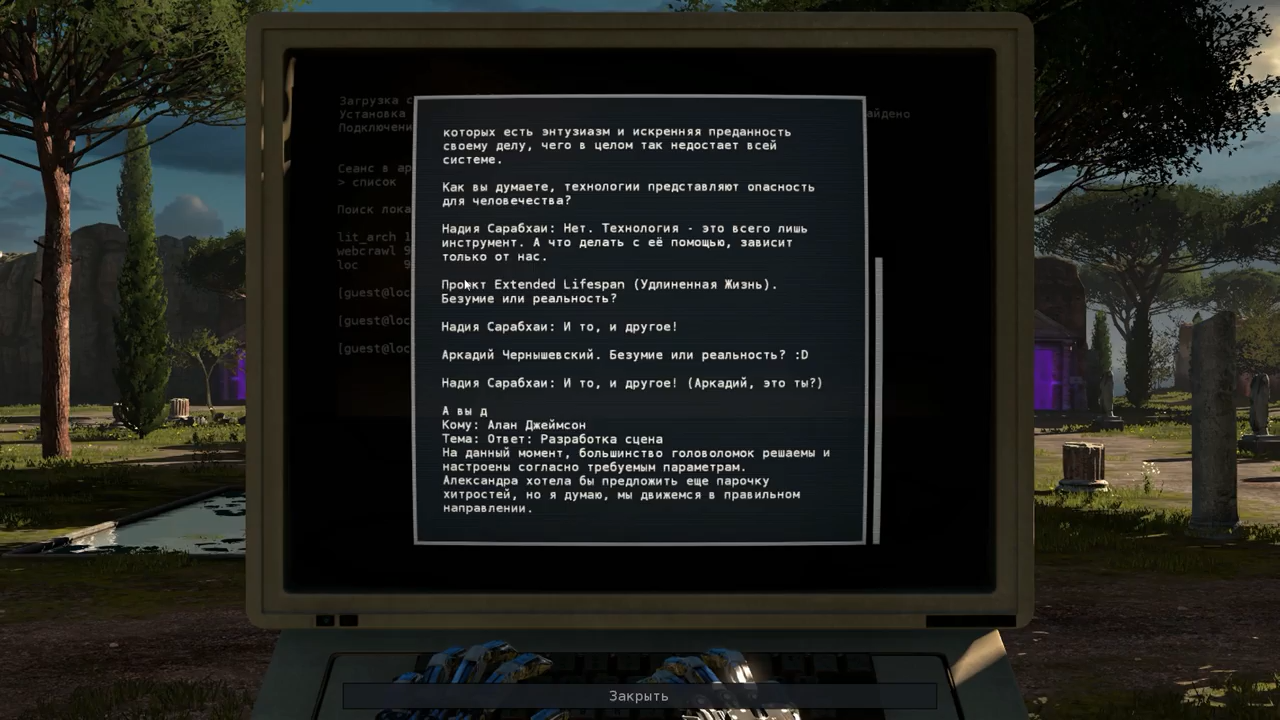 Загрузка с
Установка
айдено
Подключени
Сеанс в ар
> список
Поиск лока
lit_arch 1
webcrawl 9
loc 9
[guest@loc
[guest@loc
[guest@loc
которых есть энтузиазм и искренняя преданность
своему делу, чего в целом так недостает всей
системе.
Как вы думаете, технологии представляют опасность
для человечества?
Надия Сарабхаи: Нет. Технология - это всего лишь
инструмент. А что делать с её помощью, зависит
только от нас.
Проект Extended Lifespan (Удлиненная Жизнь).
Безумие или реальность?
Надия Сарабхаи: И то, и другое!
Аркадий Чернышевский. Безумие или реальность? :D
Надия Сарабхаи: И то, и другое! (Аркадий, это ты?)
А вы д
Кому: Алан Джеймсон
Тема: Ответ: Разработка сцена
На данный момент, большинство головоломок решаемы и
настроены согласно требуемым параметрам.
Александра хотела бы предложить еще парочку
хитростей, но я думаю, мы движемся в правильном
направлении.
Закрыть